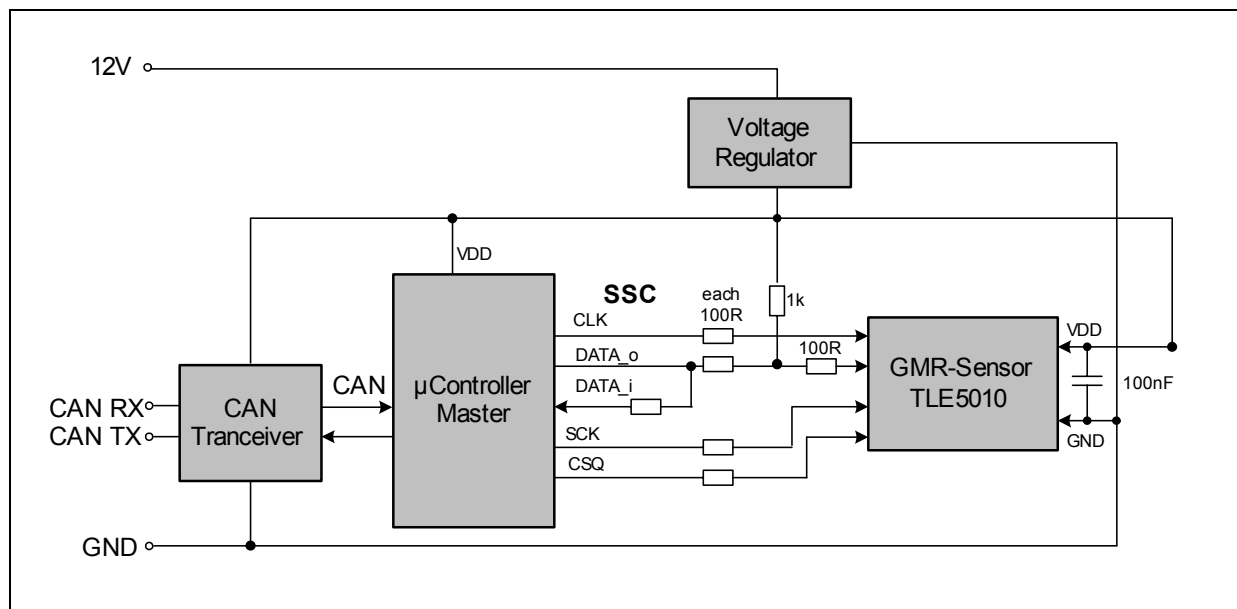 12V
Voltage
Regulator
VDD
SSC
each
100R
1k
CLK
DATA_o
100R
VDD
DATA_i
GMR-Sensor
TLE5010
100nF
CAN
µController
Master
CAN RX
CAN TX
CAN
Tranceiver
SCK
CSQ
GND
GND